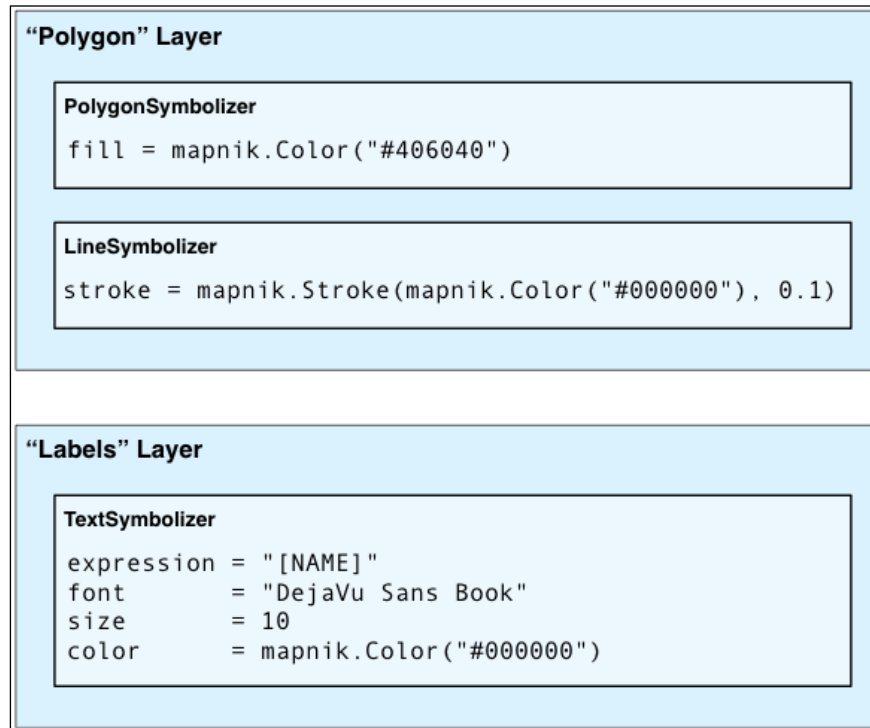 “Polygon” Layer
PolygonSymbolizer
fill = mapnik.Color("#406040")
LineSymbolizer
stroke = mapnik.Stroke(mapnik.Color("#000000"), 0.1)
“Labels” Layer
TextSymbolizer
expression = "[NAME]"
font       = "DejaVu Sans Book"
size       = 10
color      = mapnik.Color("#000000")